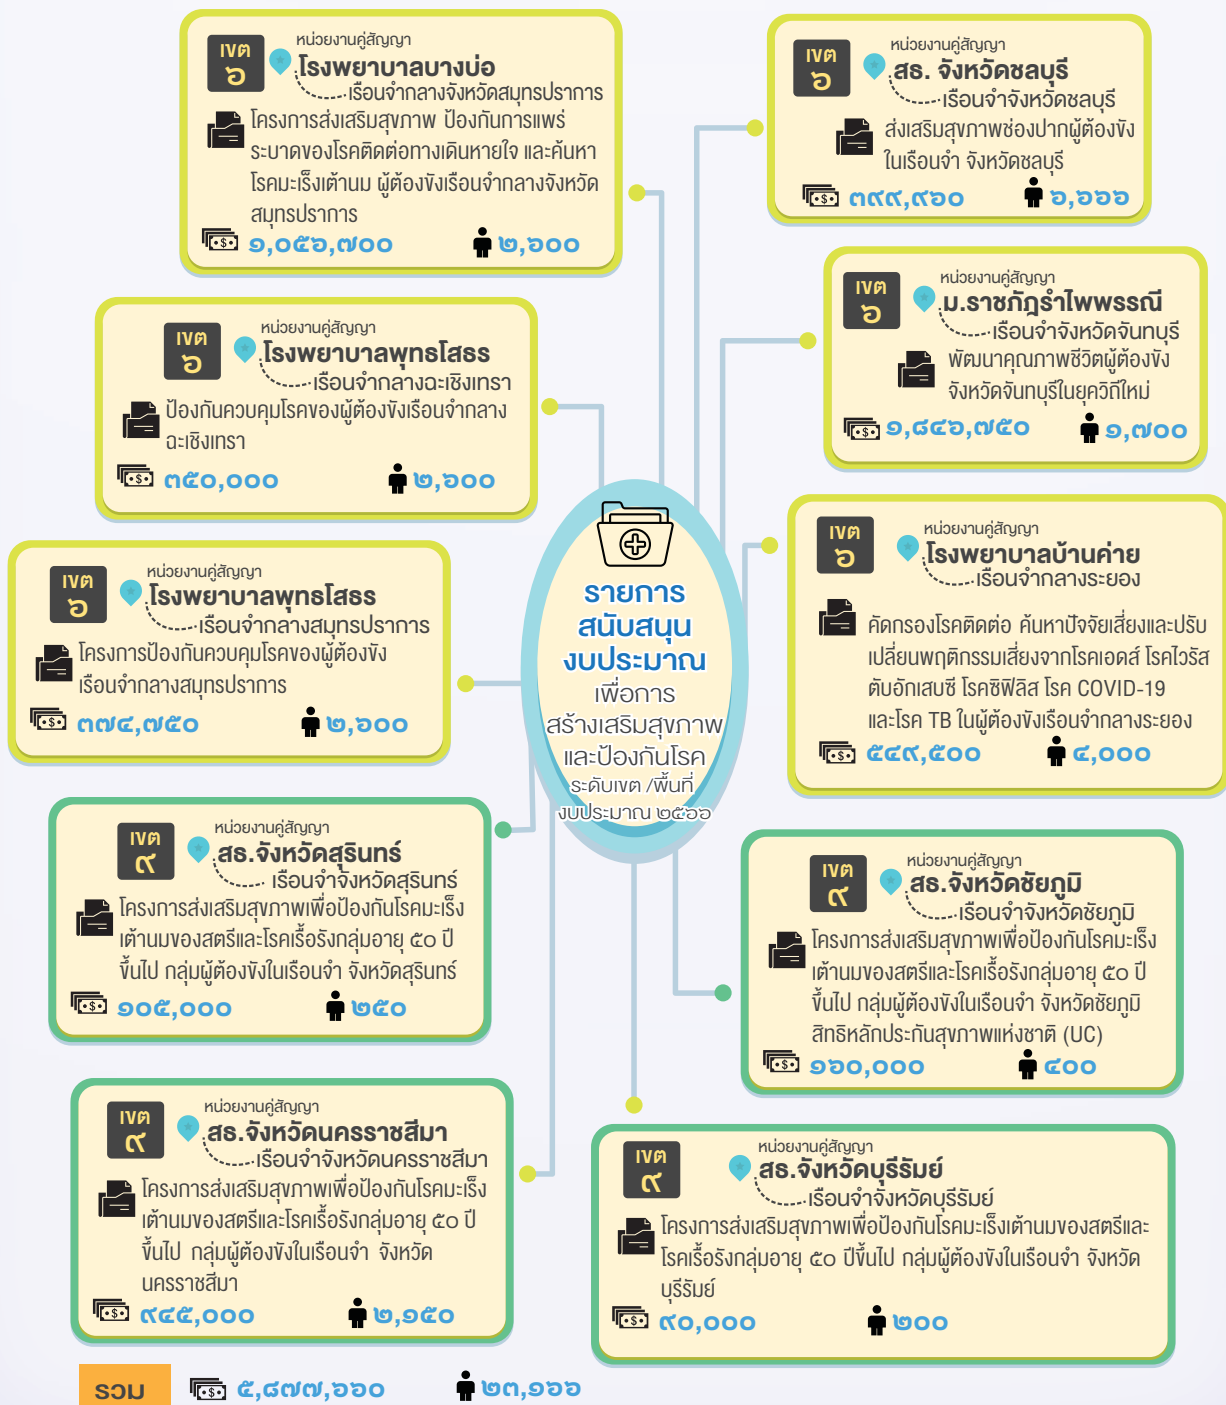 เขต
๖
หน่วยงานคู่สัญญา
โรงพยาบาลบางบ่อ
เรือนจำกลางจังหวัดสมุทรปราการ
โครงการส่งเสริมสุขภาพ ป้องกันการแพร่
ระบาดของโรคติดต่อทางเดินหายใจ และค้นหา
โรคมะเร็งเต้านม ผู้ต้องขังเรือนจำกลางจังหวัด
สมุทรปราการ
๑,๐๕๖,๗๐๐ ๒,๖๐๐
เขต
๖
หน่วยงานคู่สัญญา
สธ. จังหวัดชลบุรี
เรือนจำจังหวัดชลบุรี
ส่งเสริมสุขภาพช่องปากผู้ต้องขัง
ในเรือนจำ จังหวัดชลบุรี
๓๙๙,๙๖๐ ๖,๖๖๖
เขต
๖
หน่วยงานคู่สัญญา
โรงพยาบาลพุทธโสธร
เรือนจำกลางฉะเชิงเทรา
ป้องกันควบคุมโรคของผู้ต้องขังเรือนจำกลาง
ฉะเชิงเทรา
๓๕๐,๐๐๐ ๒,๖๐๐
เขต
๖
หน่วยงานคู่สัญญา
ม.ราชภัฎรำไพพรรณี
เรือนจำจังหวัดจันทบุรี
พัฒนาคุณภาพชีวิตผู้ต้องขัง
จังหวัดจันทบุรีในยุควิถีใหม่
๑,๘๔๖,๗๕๐ ๑,๗๐๐
เขต
๖
หน่วยงานคู่สัญญา
โรงพยาบาลพุทธโสธร
เรือนจำกลางสมุทรปราการ
โครงการป้องกันควบคุมโรคของผู้ต้องขัง
เรือนจำกลางสมุทรปราการ
๓๗๔,๗๕๐ ๒,๖๐๐
รายการ
สนับสนุน
งบประมาณ
เพื่อการ
สร้างเสริมสุขภาพ
และป้องกันโรค
ระดับเขต /พื้นที่
งบประมาณ ๒๕๖๖
เขต
๖
หน่วยงานคู่สัญญา
โรงพยาบาลบ้านค่าย
เรือนจำกลางระยอง
คัดกรองโรคติดต่อ ค้นหาปัจจัยเสี่ยงและปรับ
เปลี่ยนพฤติกรรมเสี่ยงจากโรคเอดส์ โรคไวรัส
ตับอักเสบซี โรคซิฟิลิส โรค COVID-19
และโรค TB ในผู้ต้องขังเรือนจำกลางระยอง
๕๔๙,๕๐๐ ๔,๐๐๐
เขต
๙
หน่วยงานคู่สัญญา
สธ.จังหวัดสุรินทร์
เรือนจำจังหวัดสุรินทร์
โครงการส่งเสริมสุขภาพเพื่อป้องกันโรคมะเร็ง
เต้านมของสตรีและโรคเรื้อรังกลุ่มอายุ ๕๐ ปี
ขึ้นไป กลุ่มผู้ต้องขังในเรือนจำ จังหวัดสุรินทร์
๑๐๕,๐๐๐ ๒๕๐
เขต
๙
หน่วยงานคู่สัญญา
สธ.จังหวัดชัยภูมิ
เรือนจำจังหวัดชัยภูมิ
โครงการส่งเสริมสุขภาพเพื่อป้องกันโรคมะเร็ง
เต้านมของสตรีและโรคเรื้อรังกลุ่มอายุ ๕๐ ปี
ขึ้นไป กลุ่มผู้ต้องขังในเรือนจำ จังหวัดชัยภูมิ
สิทธิหลักประกันสุขภาพแห่งชาติ (UC)
๑๖๐,๐๐๐ ๔๐๐
เขต
๙
หน่วยงานคู่สัญญา
สธ.จังหวัดนครราชสีมา
เรือนจำจังหวัดนครราชสีมา
โครงการส่งเสริมสุขภาพเพื่อป้องกันโรคมะเร็ง
เต้านมของสตรีและโรคเรื้อรังกลุ่มอายุ ๕๐ ปี
ขึ้นไป กลุ่มผู้ต้องขังในเรือนจำ จังหวัด
นครราชสีมา
๙๔๕,๐๐๐ ๒,๑๕๐
เขต
๙
หน่วยงานคู่สัญญา
สธ.จังหวัดบุรีรัมย์
เรือนจำจังหวัดบุรีรัมย์
โครงการส่งเสริมสุขภาพเพื่อป้องกันโรคมะเร็งเต้านมของสตรีและ
โรคเรื้อรังกลุ่มอายุ ๕๐ ปีขึ้นไป กลุ่มผู้ต้องขังในเรือนจำ จังหวัด
บุรีรัมย์
๙๐,๐๐๐ ๒๐๐
รวม ๕,๘๗๗,๖๖๐ ๒๓,๑๖๖